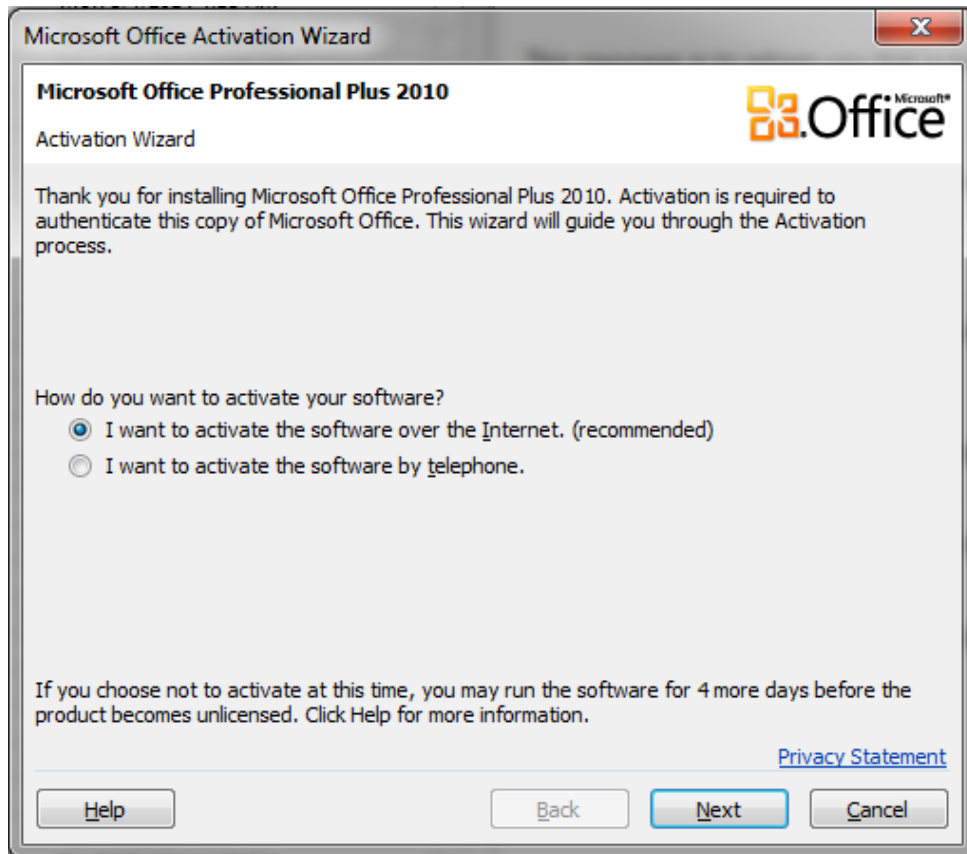 Microsoft Office Activation Wizard
Microsoft Office Professional Plus 2010
Activation Wizard
Microsoft®
Office
Thank you for installing Microsoft Office Professional Plus 2010. Activation is required to
authenticate this copy of Microsoft Office. This wizard will guide you through the Activation
process.
How do you want to activate your software?
I want to activate the software over the Internet. (recommended)
I want to activate the software by telephone.
If you choose not to activate at this time, you may run the software for 4 more days before the
product becomes unlicensed. Click Help for more information.
Privacy Statement
Help
Back
Next
Cancel